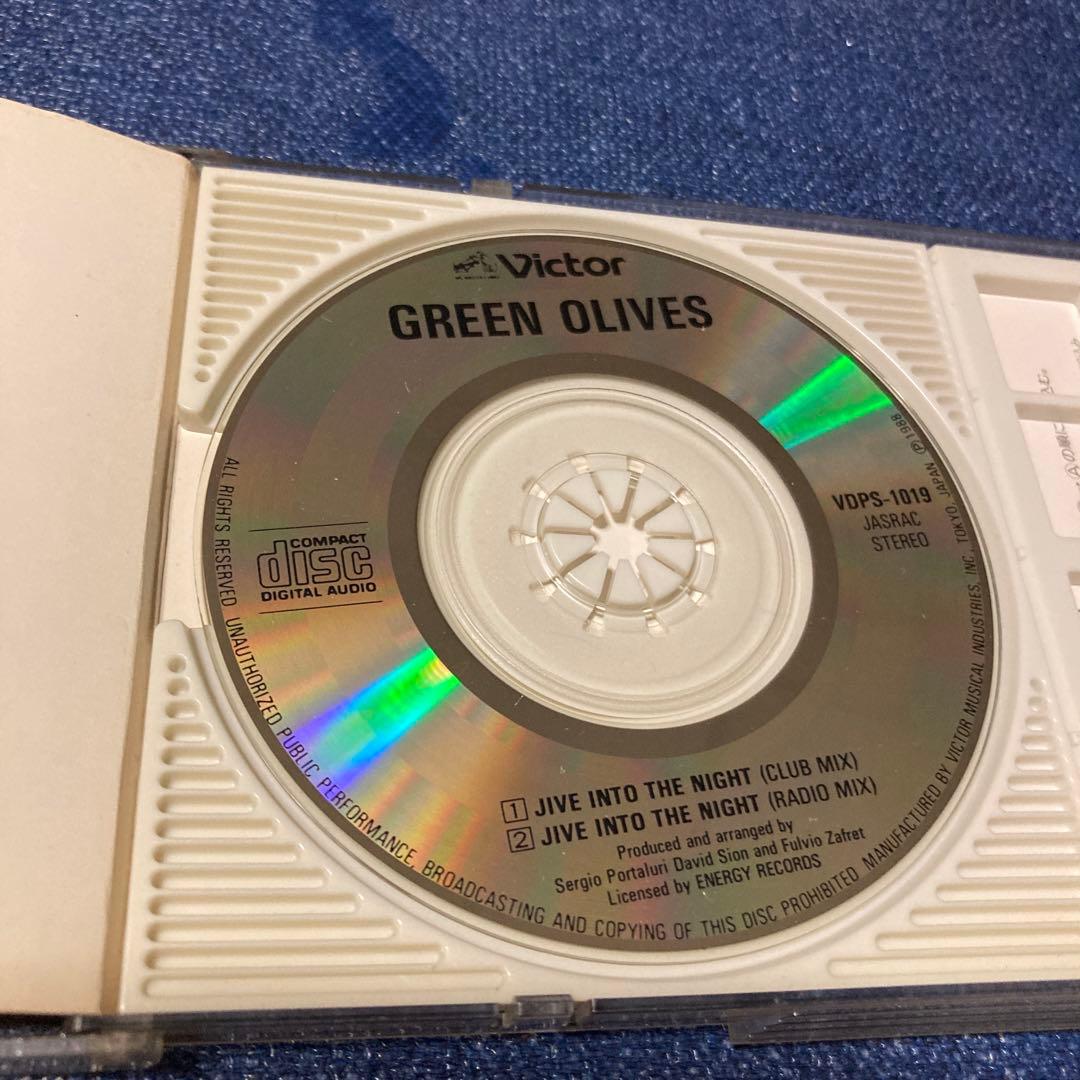 Victor
GREEN OLIVES
COMPACT
disc
DIGITAL AUDIO
VDPS-1019
JASRAC
STEREO
1 JIVE INTO THE NIGHT (CLUB MIX)
2 JIVE INTO THE NIGHT (RADIO MIX)
Produced and arranged by
Sergio Portaluri David Sion and Fulvio Zafret
Licensed by ENERGY RECORDS
ALL RIGHTS RESERVED UNAUTHORIZED PUBLIC PERFORMANCE, BROADCASTING AND COPYING OF THIS DISC PROHIBITED MANUFACTURED BY VICTOR MUSICAL INDUSTRIES, INC., TOKYO, JAPAN Ⓟ1988